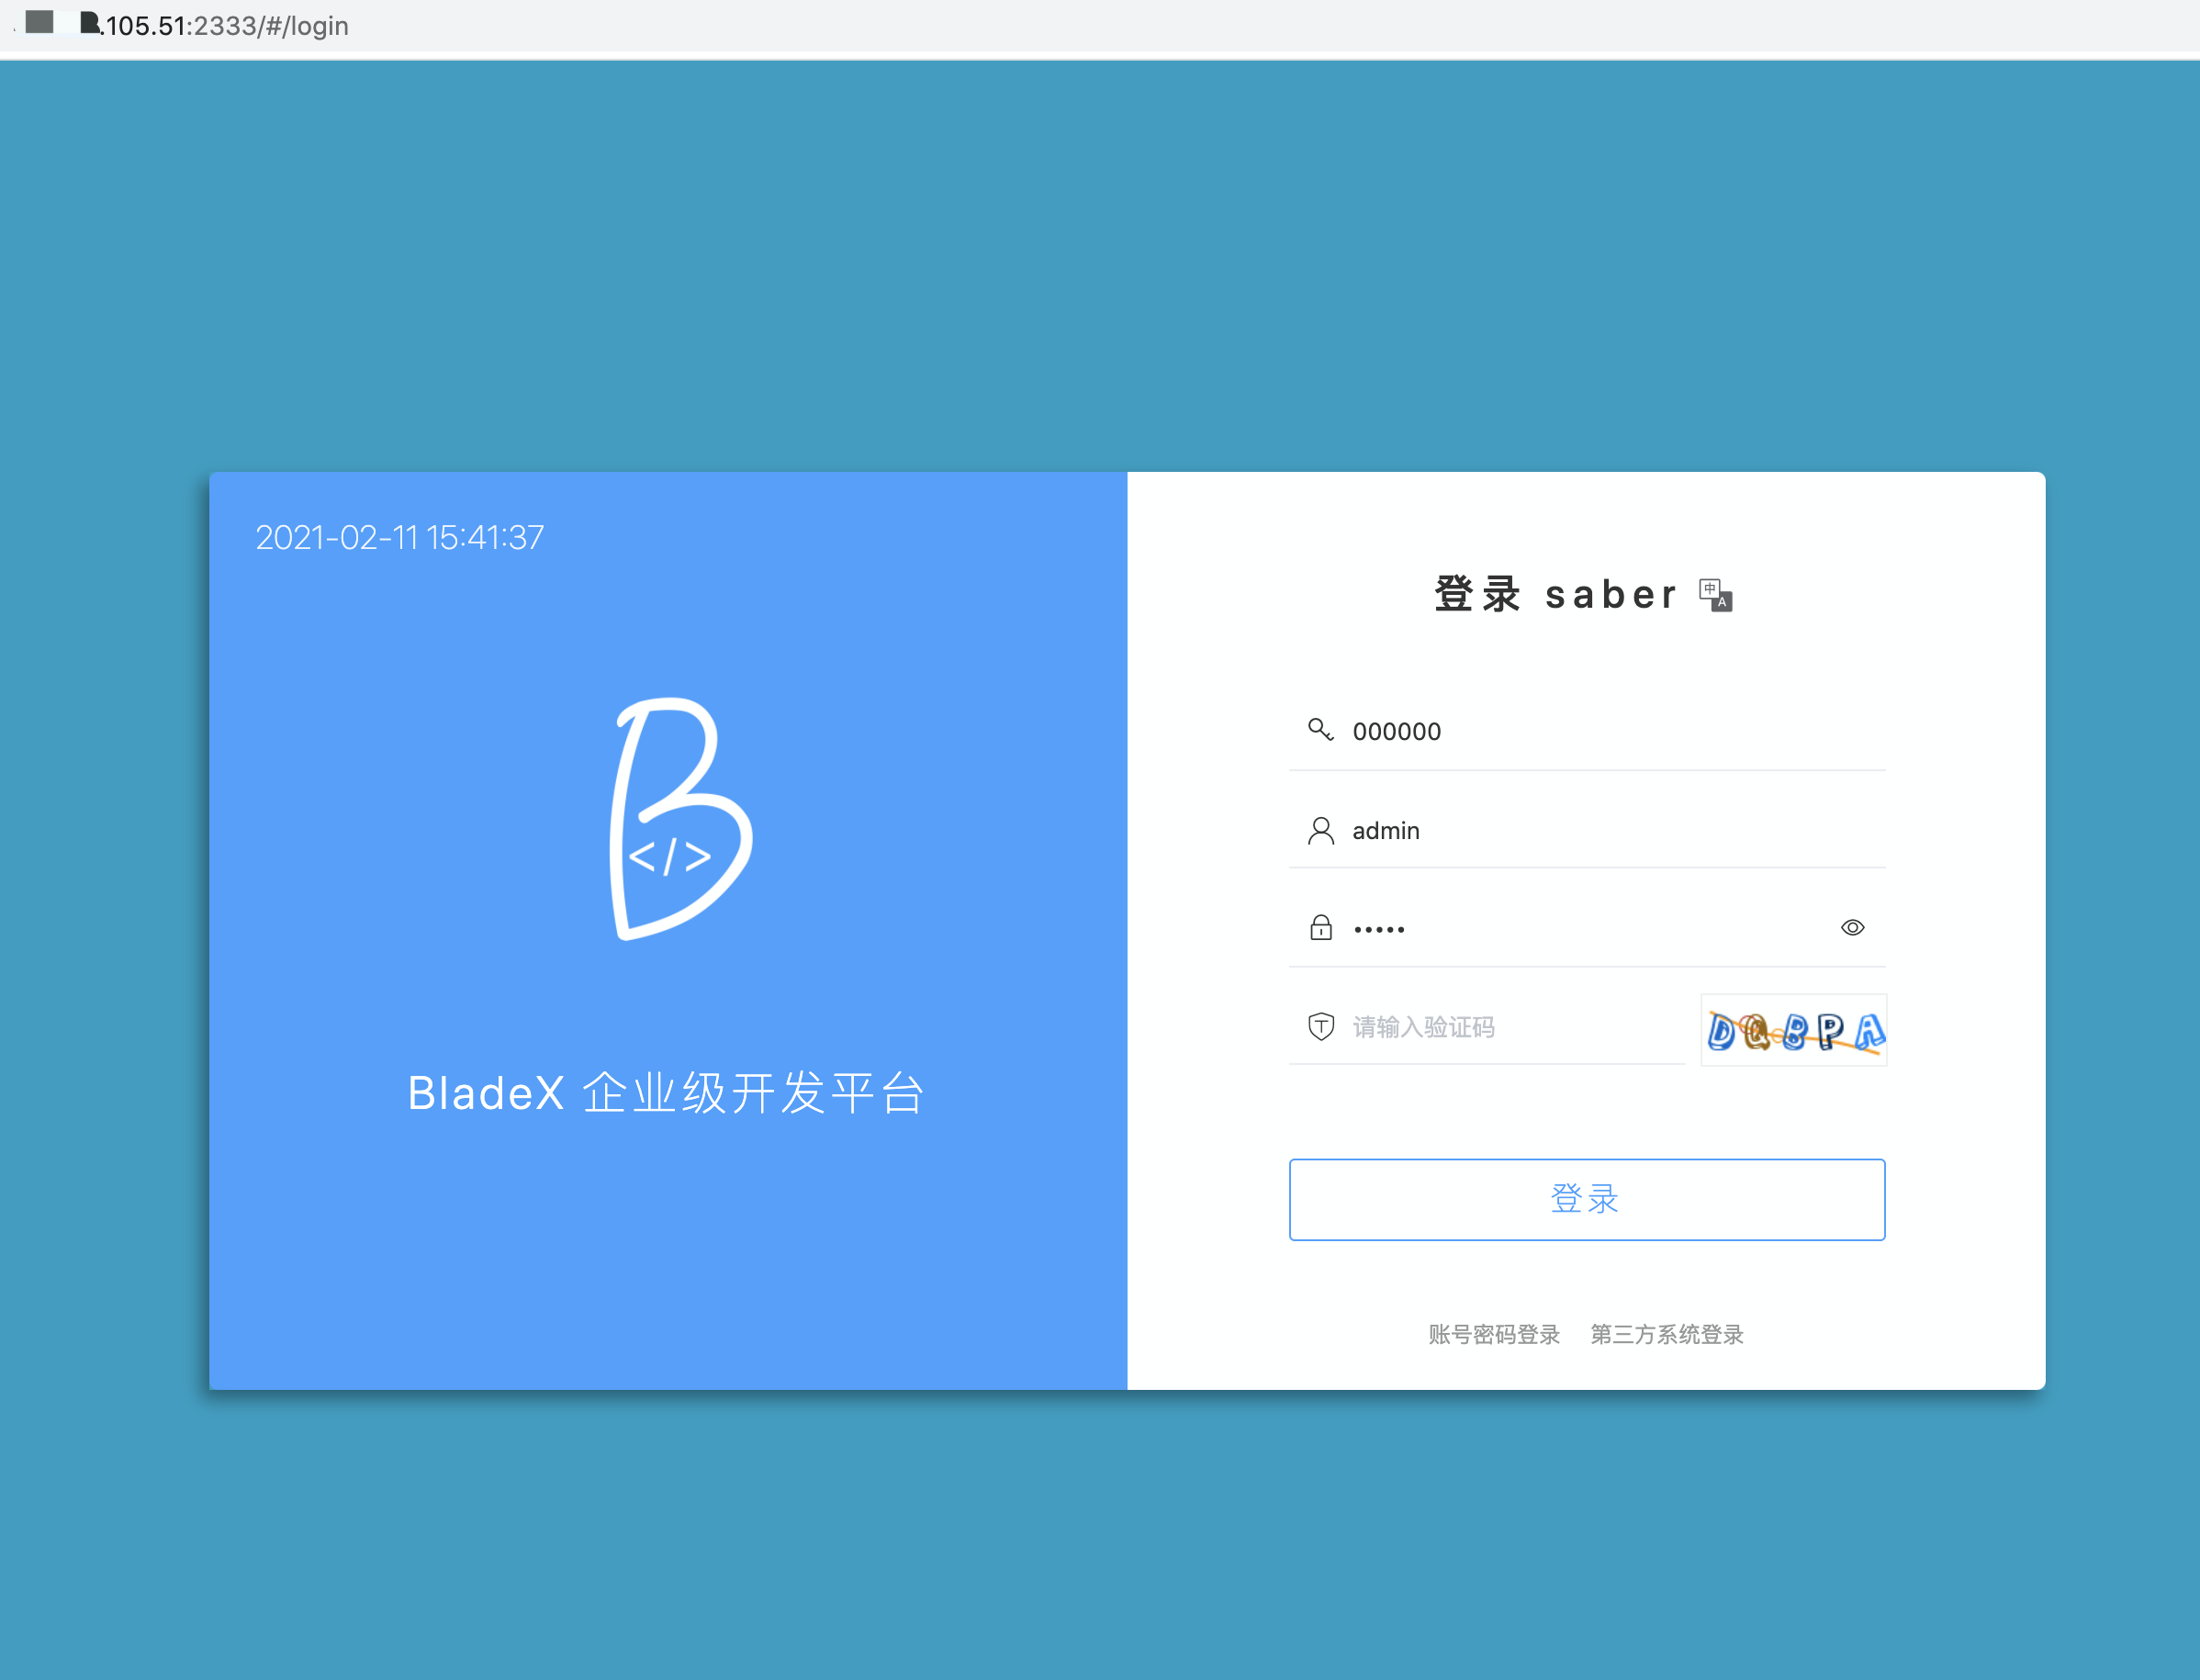 .105.51:2333/#/login
2021-02-11 15:41:37
B
</>
BladeX 企业级开发平台
登录 saber
中 A
000000
admin
•••••
请输入验证码
DQBPA
登录
账号密码登录 第三方系统登录